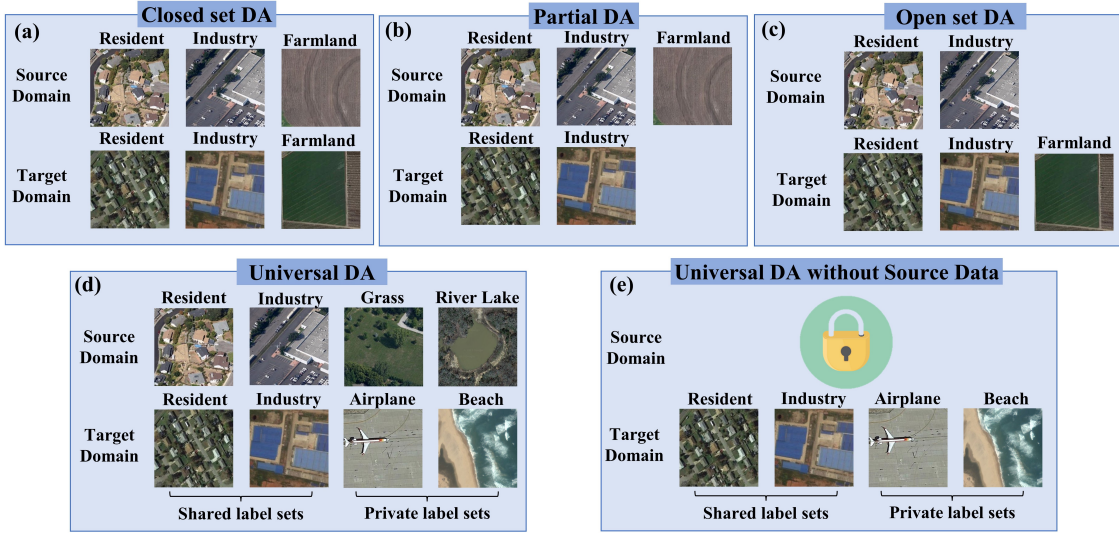 (a)
Closed set DA
Resident Industry Farmland
Source
Domain
Resident Industry Farmland
Target
Domain
(b)
Partial DA
Resident Industry Farmland
Source
Domain
Resident Industry
Target
Domain
(c)
Open set DA
Resident Industry
Source
Domain
Resident Industry Farmland
Target
Domain
(d)
Universal DA
Resident Industry Grass River Lake
Source
Domain
Resident Industry Airplane Beach
Target
Domain
Shared label sets Private label sets
(e)
Universal DA without Source Data
Source
Domain
Resident Industry Airplane Beach
Target
Domain
Shared label sets Private label sets